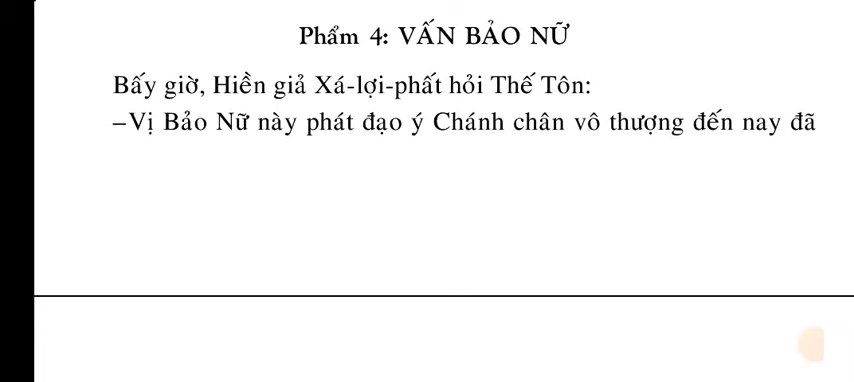 Phẩm 4: VẤN BẢO NỮ
Bấy giờ, Hiền giả Xá-lợi-phất hỏi Thế Tôn:
–Vị Bảo Nữ này phát đạo ý Chánh chân vô thượng đến nay đã